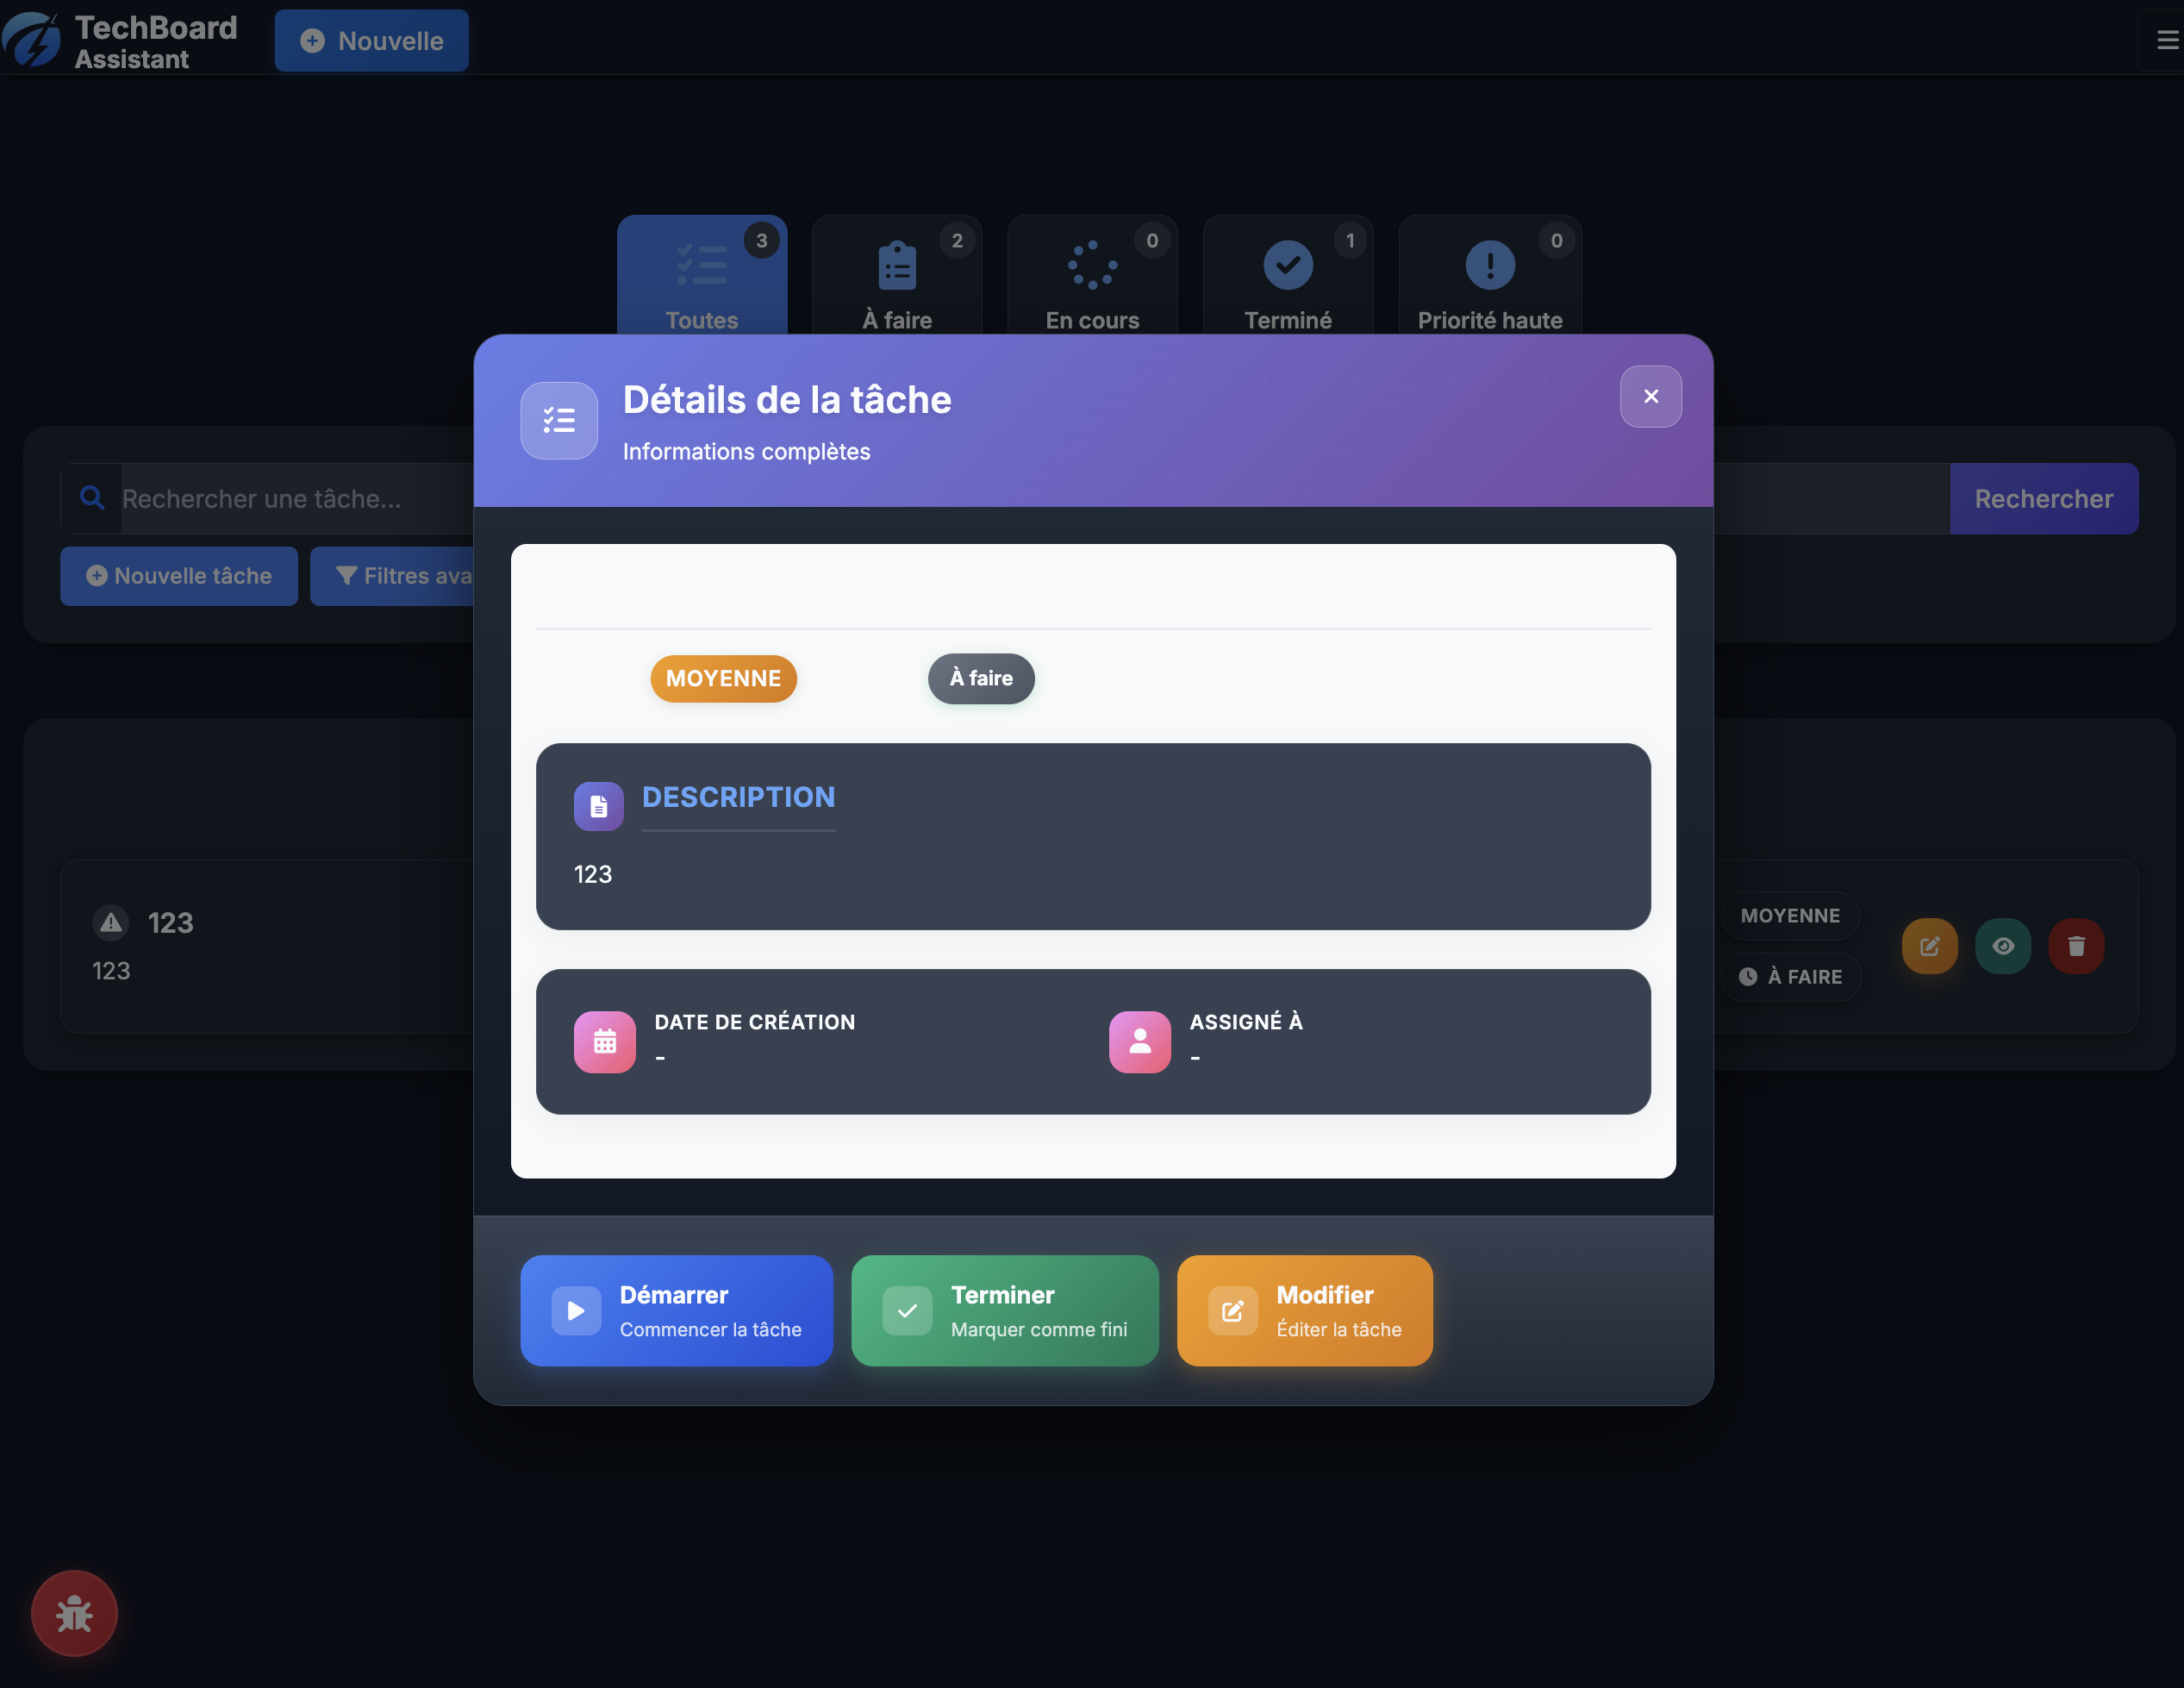 TechBoard
Assistant
Nouvelle
3
2
0
1
0
Toutes
À faire
En cours
Terminé
Priorité haute
Détails de la tâche
Informations complètes
Rechercher une tâche...
Rechercher
Nouvelle tâche
Filtres ava
MOYENNE
À faire
DESCRIPTION
123
123
123
MOYENNE
À FAIRE
DATE DE CRÉATION
-
ASSIGNÉ À
-
Démarrer
Commencer la tâche
Terminer
Marquer comme fini
Modifier
Éditer la tâche